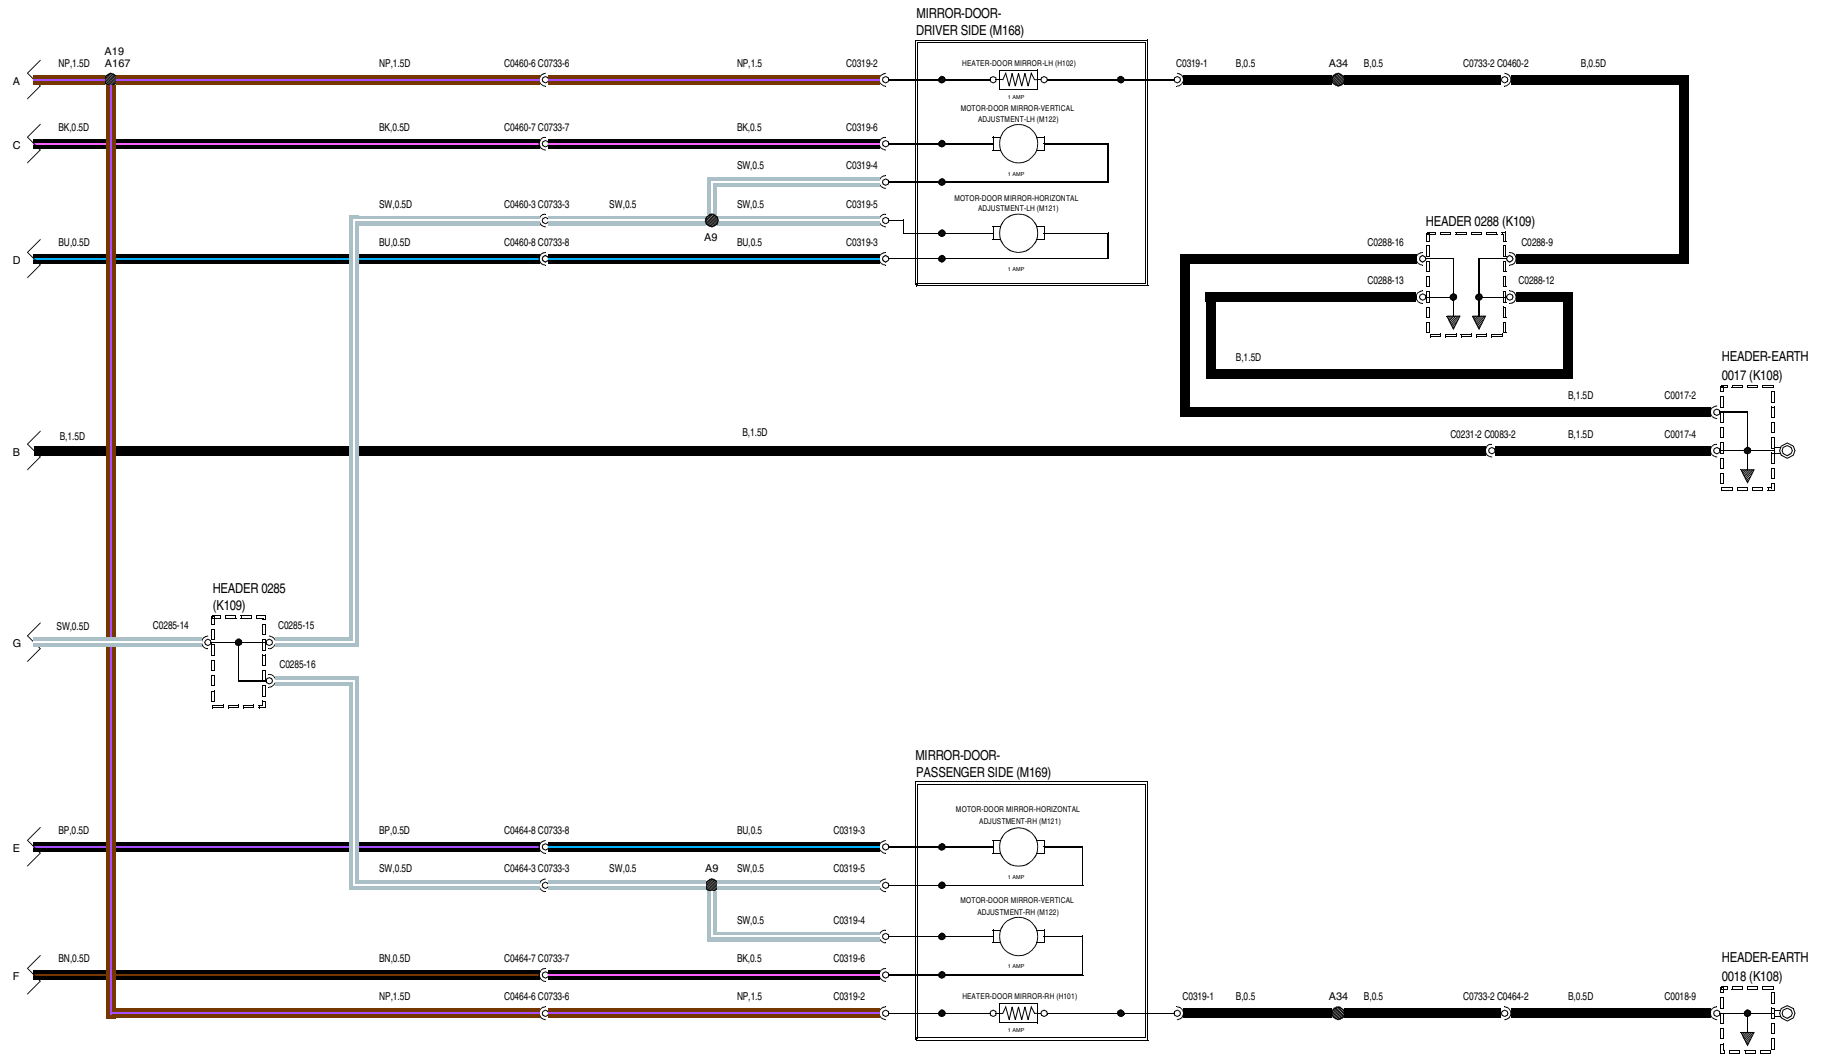 MIRROR-DOOR-
DRIVER SIDE (M168)
A19
A167
A
NP,1.5D
NP,1.5D
C0460-6 C0733-6
NP,1.5
C0319-2
HEATER-DOOR MIRROR-LH (H102)
1 AMP
C0319-1
B,0.5
A34
B,0.5
C0733-2 C0460-2
B,0.5D
MOTOR-DOOR MIRROR-VERTICAL
ADJUSTMENT-LH (M122)
1 AMP
C
BK,0.5D
BK,0.5D
C0460-7 C0733-7
BK,0.5
C0319-6
SW,0.5
C0319-4
SW,0.5D
C0460-3 C0733-3
SW,0.5
A9
SW,0.5
C0319-5
MOTOR-DOOR MIRROR-HORIZONTAL
ADJUSTMENT-LH (M121)
1 AMP
D
BU,0.5D
BU,0.5D
C0460-8 C0733-8
BU,0.5
C0319-3
HEADER 0288 (K109)
C0288-16
C0288-9
C0288-13
C0288-12
B,1.5D
HEADER-EARTH
0017 (K108)
B,1.5D
C0017-2
B
B,1.5D
B,1.5D
C0231-2 C0083-2
B,1.5D
C0017-4
HEADER 0285
(K109)
G
SW,0.5D
C0285-14
C0285-15
C0285-16
MIRROR-DOOR-
PASSENGER SIDE (M169)
MOTOR-DOOR MIRROR-HORIZONTAL
ADJUSTMENT-RH (M121)
1 AMP
E
BP,0.5D
BP,0.5D
C0464-8 C0733-8
BU,0.5
C0319-3
SW,0.5D
C0464-3 C0733-3
SW,0.5
A9
SW,0.5
C0319-5
MOTOR-DOOR MIRROR-VERTICAL
ADJUSTMENT-RH (M122)
1 AMP
SW,0.5
C0319-4
F
BN,0.5D
BN,0.5D
C0464-7 C0733-7
BK,0.5
C0319-6
NP,1.5D
C0464-6 C0733-6
NP,1.5
C0319-2
HEATER-DOOR MIRROR-RH (H101)
1 AMP
C0319-1
B,0.5
A34
B,0.5
C0733-2 C0464-2
B,0.5D
C0018-9
HEADER-EARTH
0018 (K108)